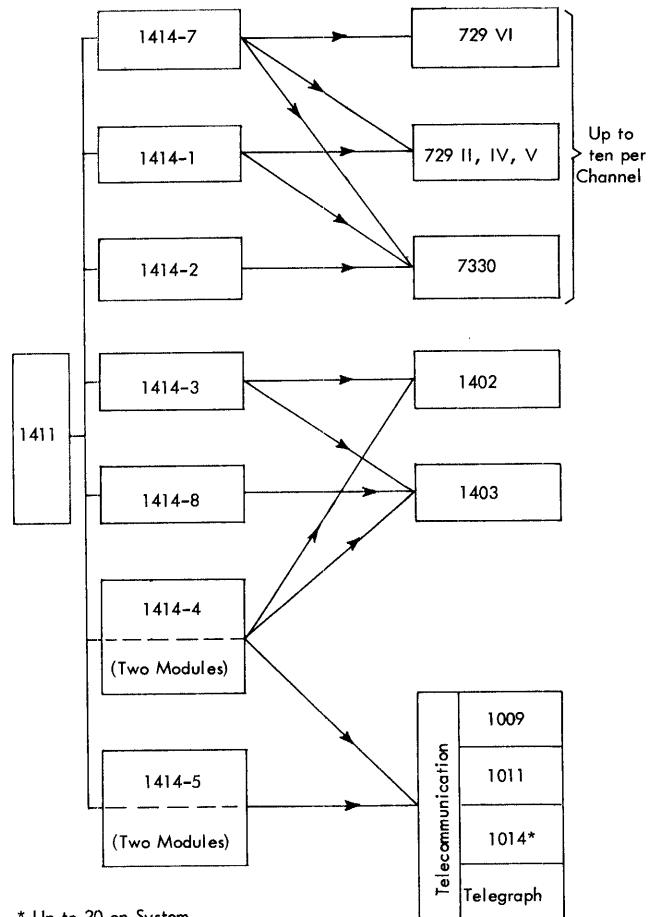 1414-7
729 VI
1414-1
729 II, IV, V
Up to
ten per
Channel
1414-2
7330
1411
1414-3
1402
1414-8
1403
1414-4
(Two Modules)
1414-5
(Two Modules)
Telecommunication
1009
1011
1014*
Telegraph
* Up to 20 on System